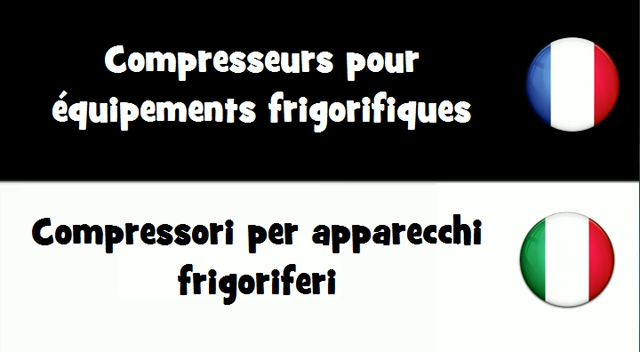 Compresseurs pour
équipements frigorifiques
Compressori per apparecchi
frigoriferi